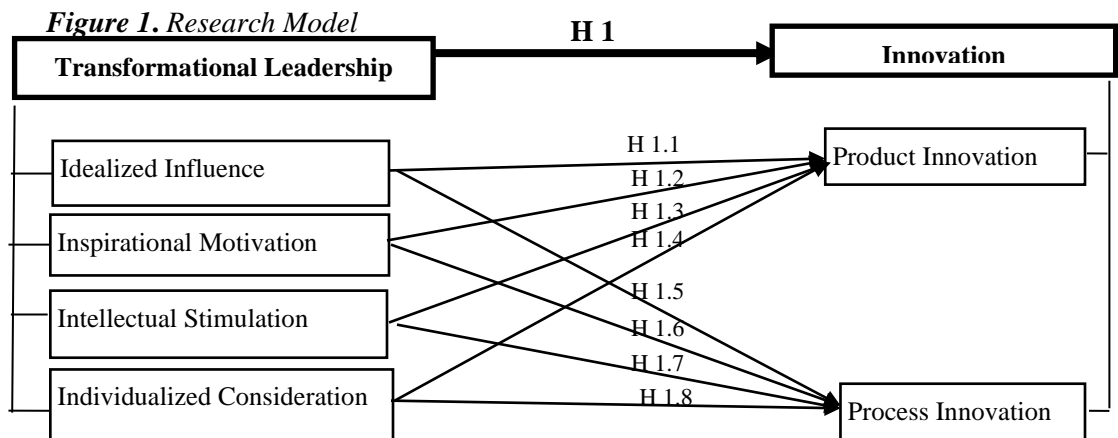 Figure 1. Research Model
H 1
Transformational Leadership
Innovation
Idealized Influence
H 1.1
Product Innovation
H 1.2
H 1.3
Inspirational Motivation
H 1.4
H 1.5
Intellectual Stimulation
H 1.6
H 1.7
Individualized Consideration
H 1.8
Process Innovation